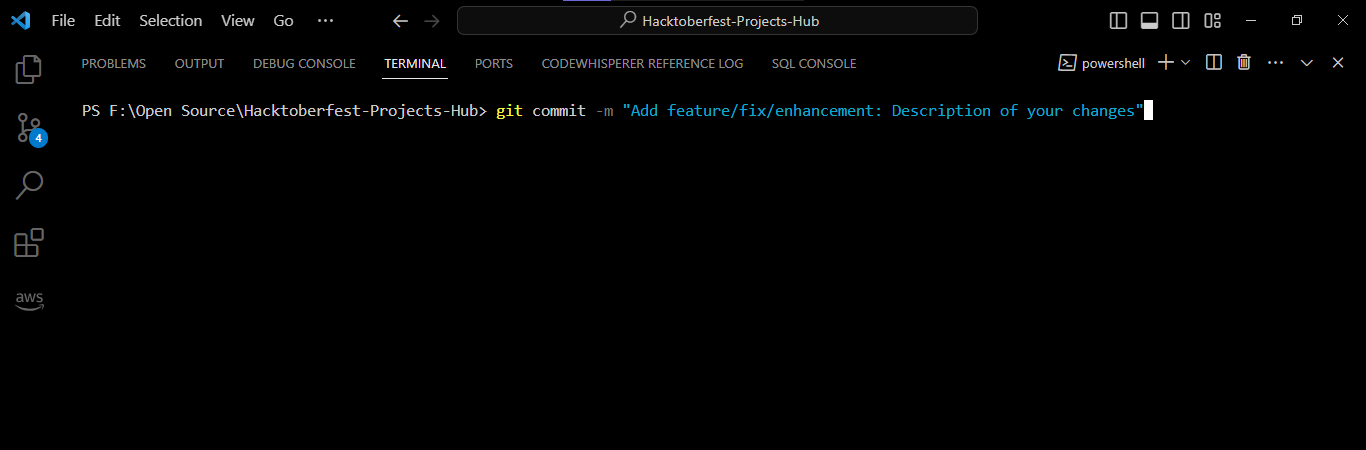 File Edit Selection View Go ···
Hacktoberfest-Projects-Hub
PROBLEMS OUTPUT DEBUG CONSOLE TERMINAL PORTS CODEWHISPERER REFERENCE LOG SQL CONSOLE
powershell
PS F:\Open Source\Hacktoberfest-Projects-Hub> git commit -m "Add feature/fix/enhancement: Description of your changes"
4
aws